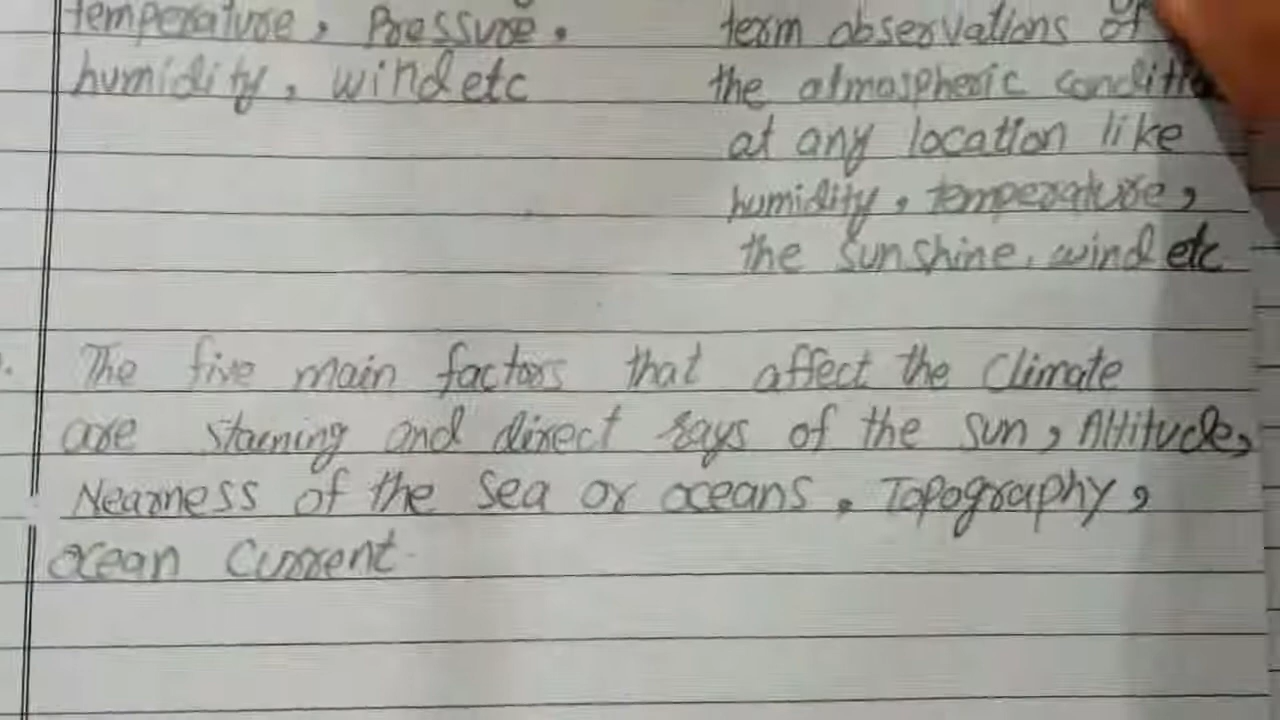 temperature, Pressure,
humidity, wind etc
term observations of
the atmospheric
at any location like
humidity, temperature,
the sunshine, wind etc
The five main factors that affect the Climate
are and direct rays of the sun, Altitude,
Nearness of the sea or oceans, Topography,
ocean Current